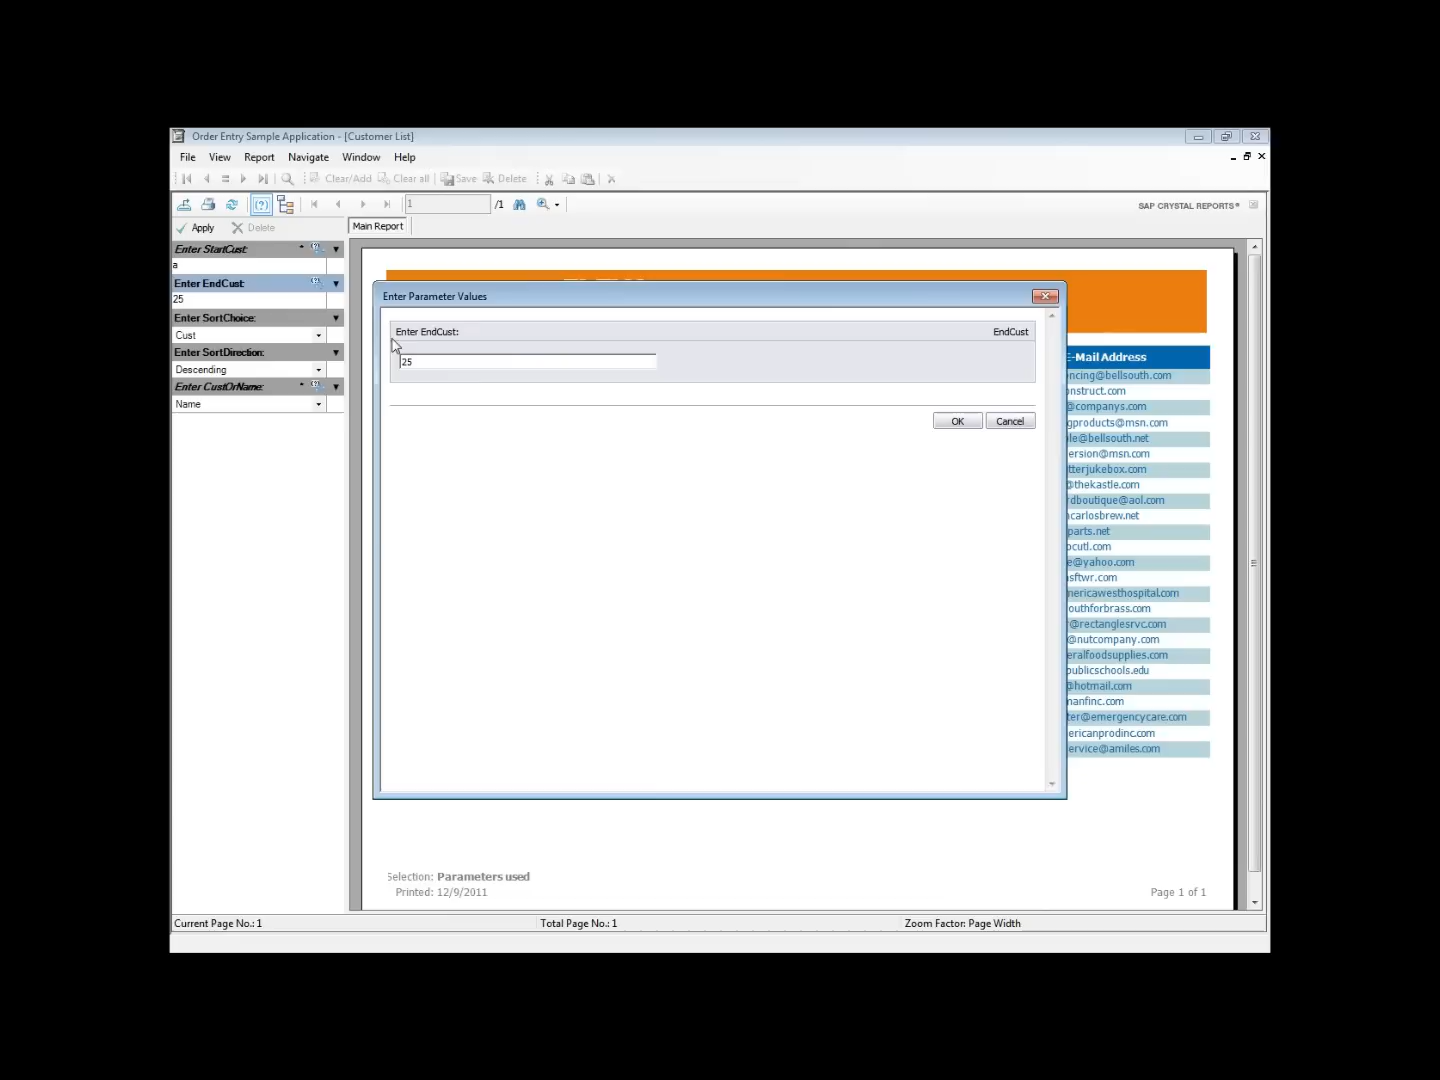 Order Entry Sample Application - [Customer List]
File View Report Navigate Window Help
Clear/Add Clear all Save Delete
1 /1 SAP CRYSTAL REPORTS®
Apply Delete Main Report
Enter StartCust:
a
Enter EndCust:
25
Enter SortChoice:
Cust
Enter SortDirection:
Descending
Enter CustOrName:
Name
Enter Parameter Values
Enter EndCust: EndCust
25
OK Cancel
E-Mail Address
encing@bellsouth.com
onstruct.com
@companys.com
gproducts@msn.com
le@bellsouth.net
ersion@msn.com
tterjukebox.com
@thekastle.com
rdboutique@aol.com
ncarlosbrew.net
parts.net
ocutl.com
e@yahoo.com
sftwr.com
mericawesthospital.com
outhforbrass.com
r@rectanglesrvc.com
@nutcompany.com
eralfoodsupplies.com
publicschools.edu
@hotmail.com
manfinc.com
ter@emergencycare.com
ericanprodinc.com
ervice@amiles.com
Selection: Parameters used
Printed: 12/9/2011 Page 1 of 1
Current Page No.: 1 Total Page No.: 1 Zoom Factor: Page Width